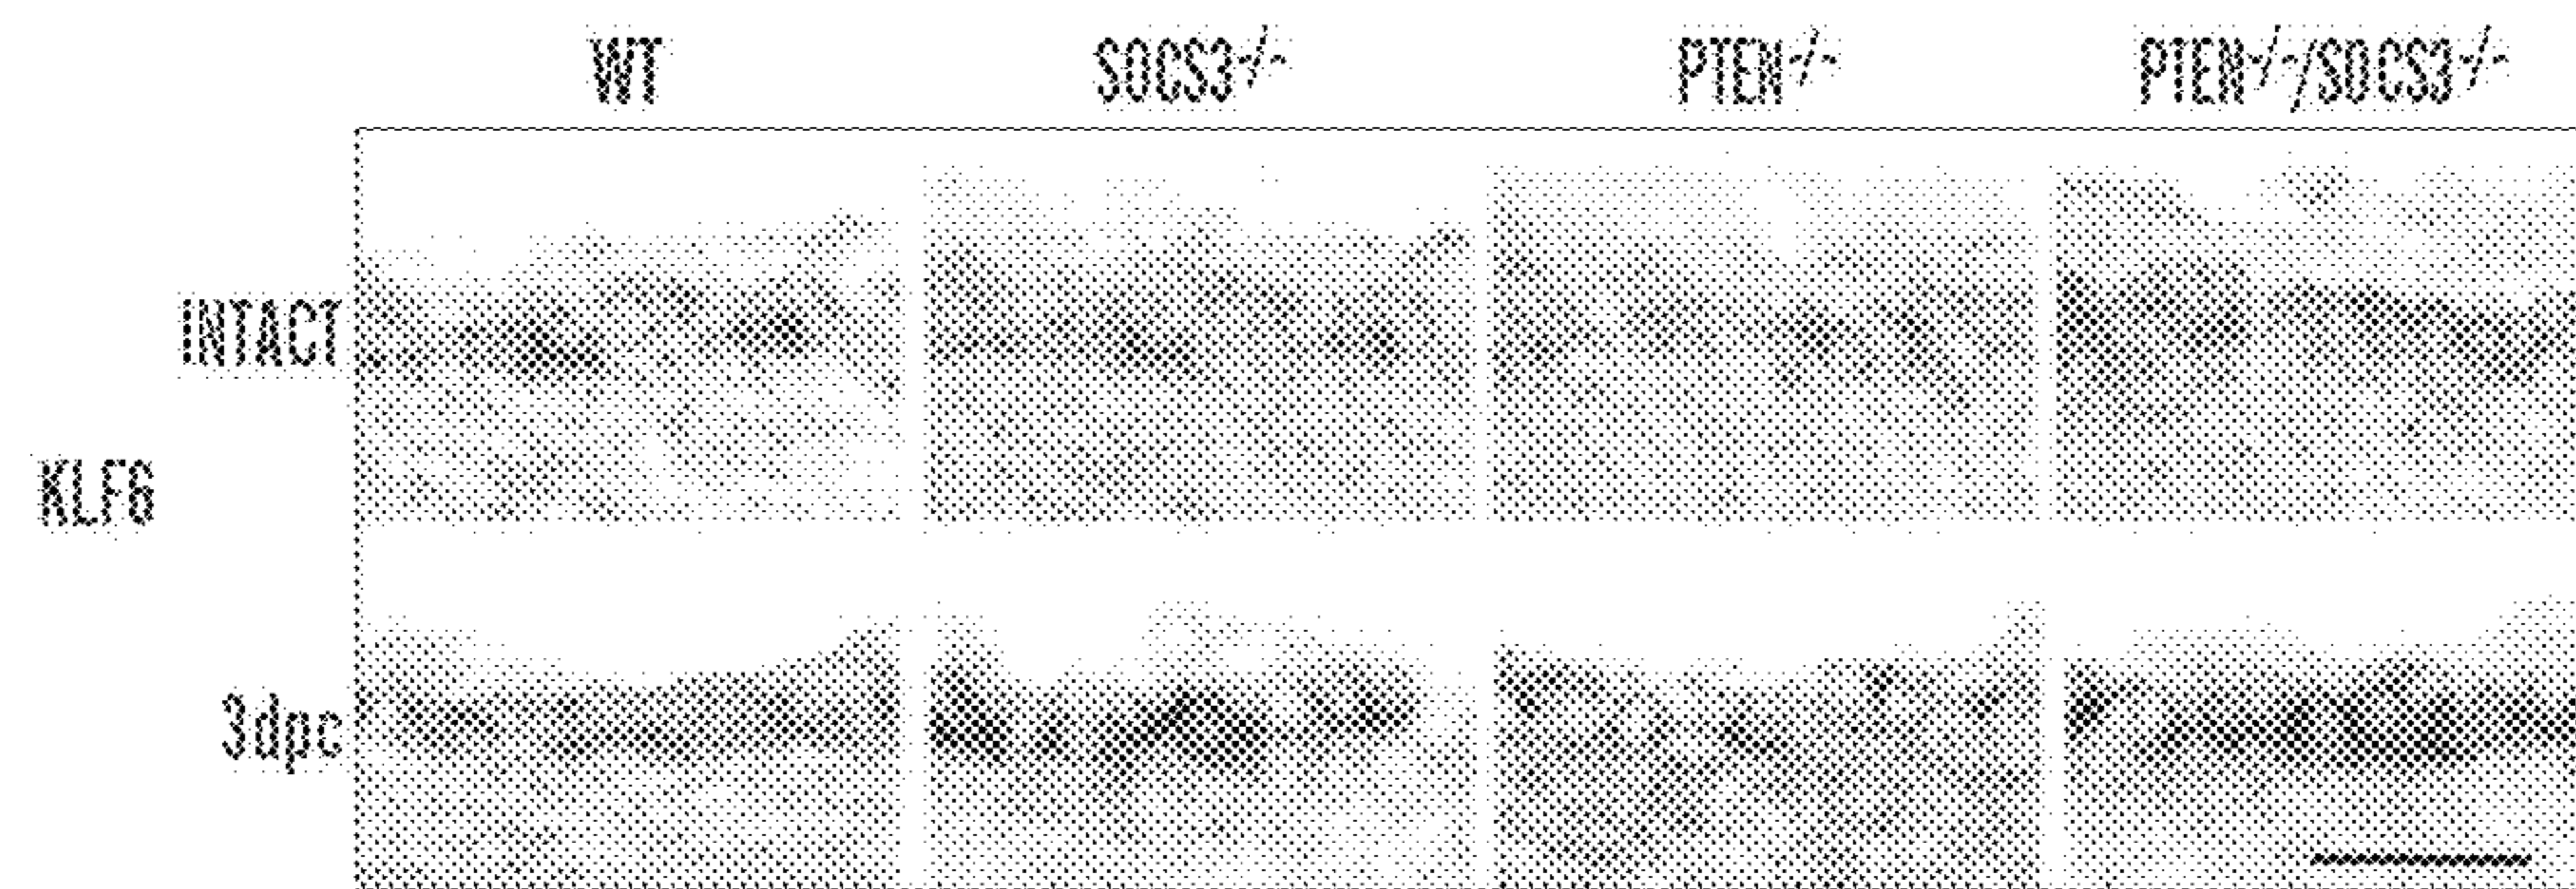 WT SOCS3-/- PTEN-/- PTEN-/-/SOCS3-/-
INTACT
KLF6
3dpc